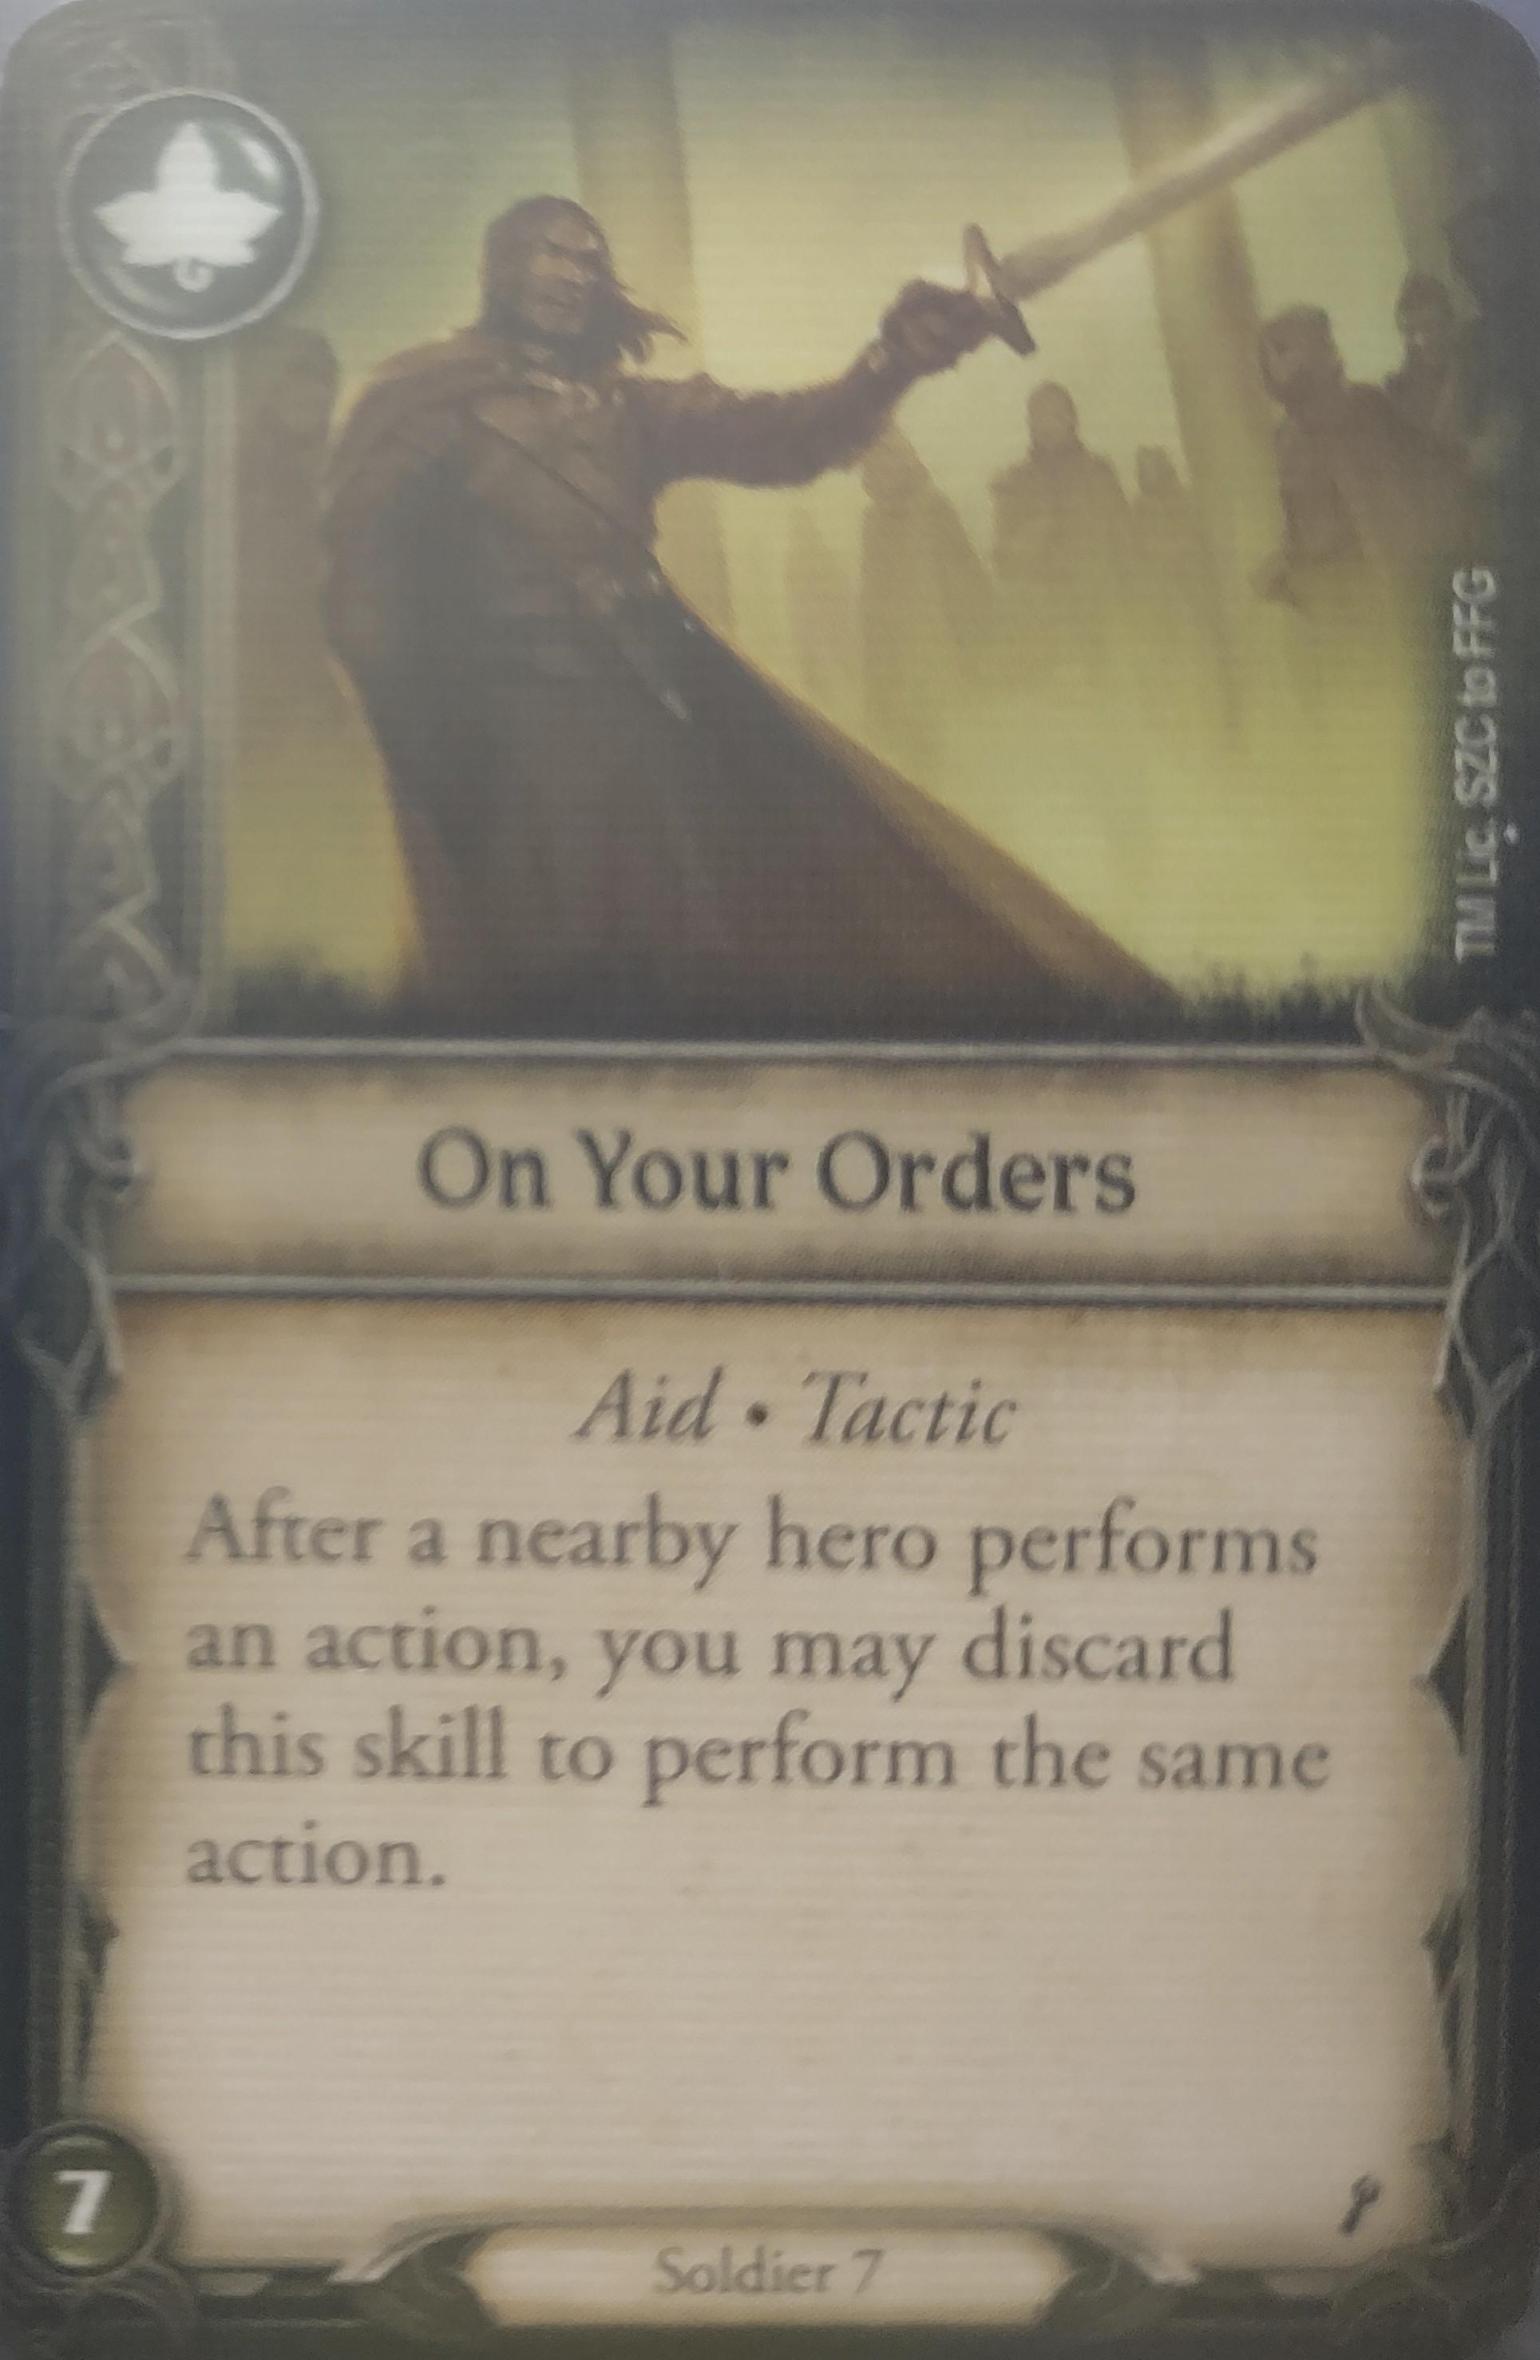 TM Lic. SZC to FFG
On Your Orders
Aid • Tactic
After a nearby hero performs
an action, you may discard
this skill to perform the same
action.
7
Soldier 7